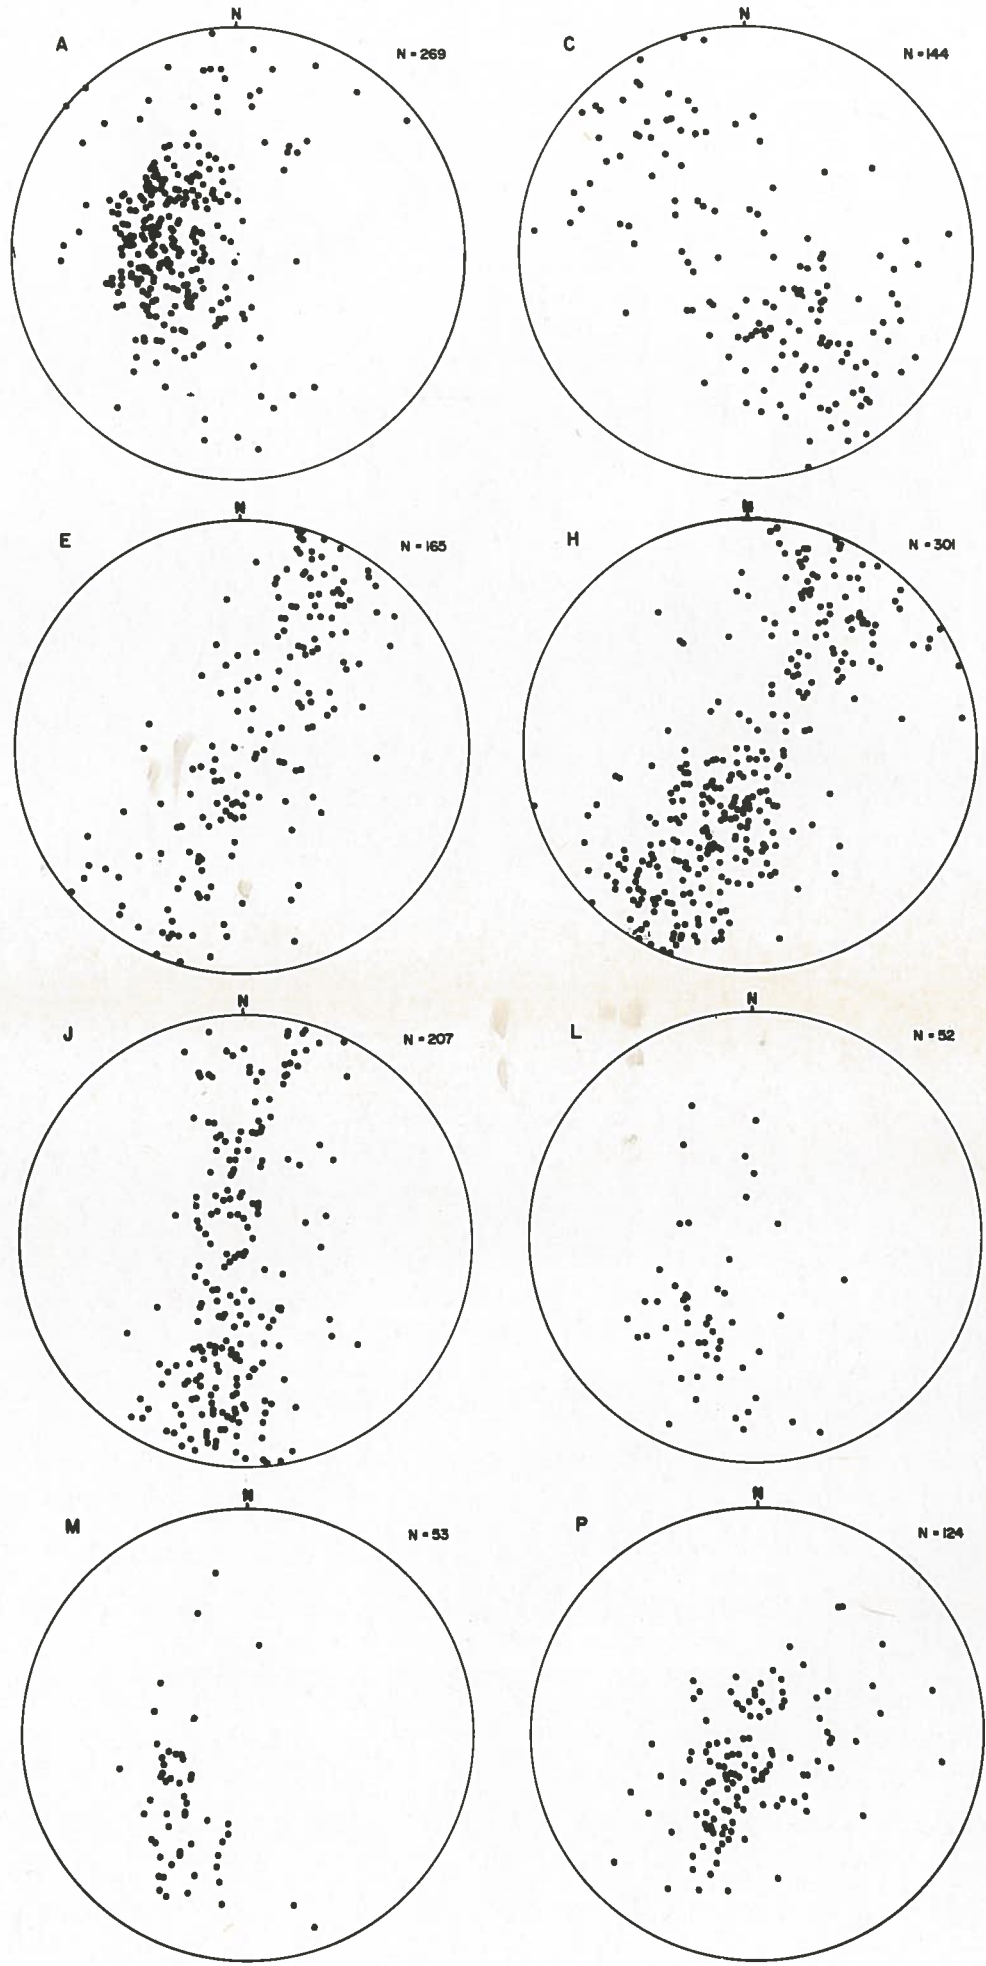 N
A
N = 269
N
C
N = 144
N
E
N = 165
N
H
N = 301
N
J
N = 207
N
L
N = 52
N
M
N = 53
N
P
N = 124